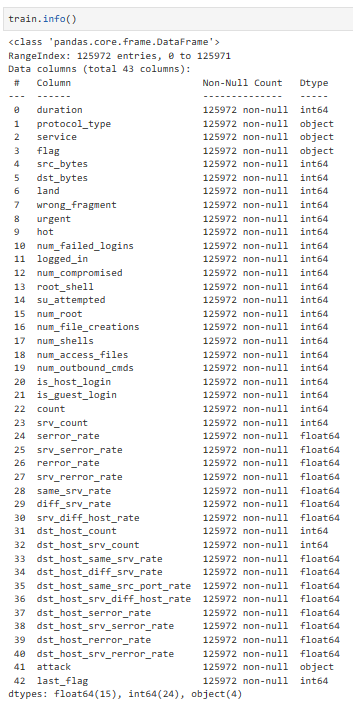 train.info()
<class 'pandas.core.frame.DataFrame'>
RangeIndex: 125972 entries, 0 to 125971
Data columns (total 43 columns):
 #   Column                       Non-Null Count   Dtype
---  ------                       --------------   -----
 0   duration                     125972 non-null  int64
 1   protocol_type                125972 non-null  object
 2   service                      125972 non-null  object
 3   flag                         125972 non-null  object
 4   src_bytes                    125972 non-null  int64
 5   dst_bytes                    125972 non-null  int64
 6   land                         125972 non-null  int64
 7   wrong_fragment               125972 non-null  int64
 8   urgent                       125972 non-null  int64
 9   hot                          125972 non-null  int64
 10  num_failed_logins            125972 non-null  int64
 11  logged_in                    125972 non-null  int64
 12  num_compromised              125972 non-null  int64
 13  root_shell                   125972 non-null  int64
 14  su_attempted                 125972 non-null  int64
 15  num_root                     125972 non-null  int64
 16  num_file_creations           125972 non-null  int64
 17  num_shells                   125972 non-null  int64
 18  num_access_files             125972 non-null  int64
 19  num_outbound_cmds            125972 non-null  int64
 20  is_host_login                125972 non-null  int64
 21  is_guest_login               125972 non-null  int64
 22  count                        125972 non-null  int64
 23  srv_count                    125972 non-null  int64
 24  serror_rate                  125972 non-null  float64
 25  srv_serror_rate              125972 non-null  float64
 26  rerror_rate                  125972 non-null  float64
 27  srv_rerror_rate              125972 non-null  float64
 28  same_srv_rate                125972 non-null  float64
 29  diff_srv_rate                125972 non-null  float64
 30  srv_diff_host_rate           125972 non-null  float64
 31  dst_host_count               125972 non-null  int64
 32  dst_host_srv_count           125972 non-null  int64
 33  dst_host_same_srv_rate       125972 non-null  float64
 34  dst_host_diff_srv_rate       125972 non-null  float64
 35  dst_host_same_src_port_rate  125972 non-null  float64
 36  dst_host_srv_diff_host_rate  125972 non-null  float64
 37  dst_host_serror_rate         125972 non-null  float64
 38  dst_host_srv_serror_rate     125972 non-null  float64
 39  dst_host_rerror_rate         125972 non-null  float64
 40  dst_host_srv_rerror_rate     125972 non-null  float64
 41  attack                       125972 non-null  object
 42  last_flag                    125972 non-null  int64
dtypes: float64(15), int64(24), object(4)